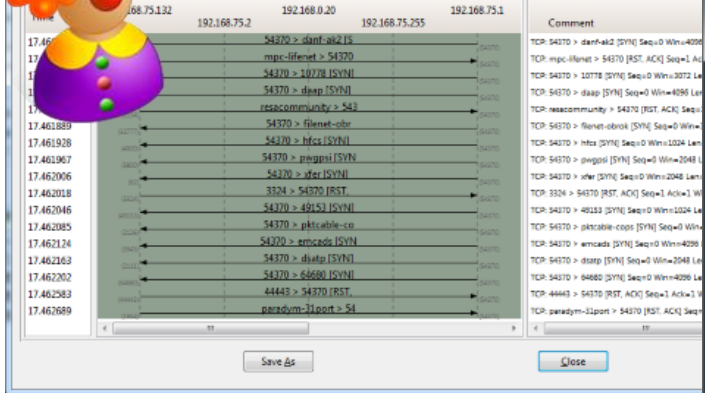 168.75.132 192.168.0.20 192.168.75.1
Time 192.168.75.2 192.168.75.255 Comment
17.46 54370 > danf-ak2 [S TCP: 54370 > danf-ak2 [SYN] Seq=0 Win=4096
17.4 mpc-lifenet > 54370 TCP: mpc-lifenet > 54370 [RST, ACK] Seq=1 Ac
17 54370 > 10778 [SYN] TCP: 54370 > 10778 [SYN] Seq=0 Win=3072 Le
17 54370 > daap [SYN] TCP: 54370 > daap [SYN] Seq=0 Win=4096 Len
17.4 resacommunity > 543 TCP: resacommunity > 54370 [RST, ACK] Seq=
17.461889 54370 > filenet-obr TCP: 54370 > filenet-obrok [SYN] Seq=0 Win=
17.461928 54370 > hfcs [SYN] TCP: 54370 > hfcs [SYN] Seq=0 Win=1024 Len
17.461967 54370 > pwgpsi [SYN TCP: 54370 > pwgpsi [SYN] Seq=0 Win=2048 L
17.462006 54370 > xfer [SYN] TCP: 54370 > xfer [SYN] Seq=0 Win=2048 Len
17.462018 3324 > 54370 [RST, TCP: 3324 > 54370 [RST, ACK] Seq=1 Ack=1 Wi
17.462046 54370 > 49153 [SYN] TCP: 54370 > 49153 [SYN] Seq=0 Win=1024 Le
17.462085 54370 > pktcable-co TCP: 54370 > pktcable-cops [SYN] Seq=0 Win=
17.462124 54370 > emcads [SYN TCP: 54370 > emcads [SYN] Seq=0 Win=4096
17.462163 54370 > dsatp [SYN] TCP: 54370 > dsatp [SYN] Seq=0 Win=2048 Le
17.462202 54370 > 64680 [SYN] TCP: 54370 > 64680 [SYN] Seq=0 Win=4096 Le
17.462583 44443 > 54370 [RST, TCP: 44443 > 54370 [RST, ACK] Seq=1 Ack=1 W
17.462689 paradym-31port > 54 TCP: paradym-31port > 54370 [RST, ACK] Seq=
Save As Close